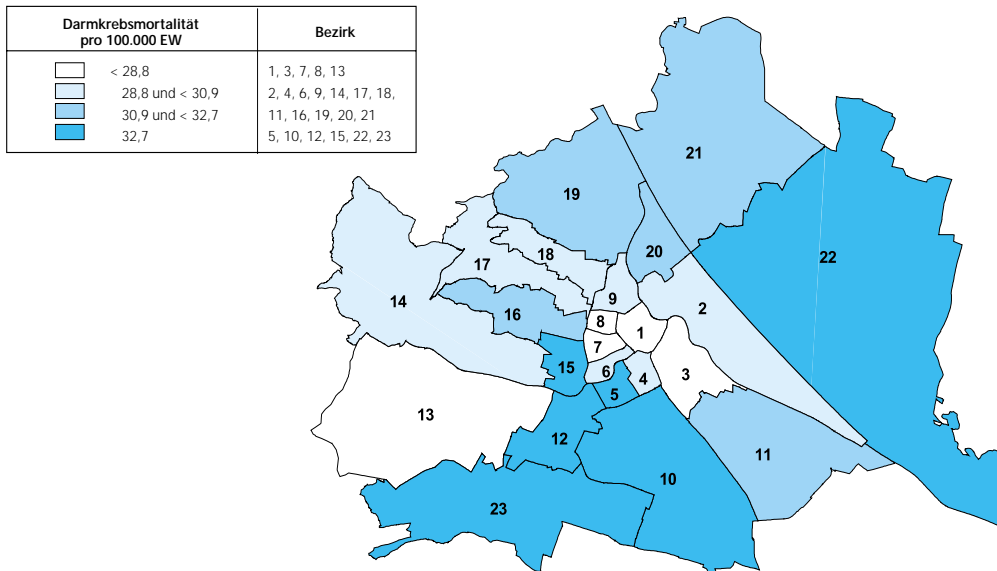 Darmkrebsmortalität
pro 100.000 EW
Bezirk
< 28,8
1, 3, 7, 8, 13
28,8 und < 30,9
2, 4, 6, 9, 14, 17, 18,
30,9 und < 32,7
11, 16, 19, 20, 21
32,7
5, 10, 12, 15, 22, 23
21
19
20
18
22
17
9
14
2
16
8
1
7
15
6
4
3
5
13
12
11
10
23